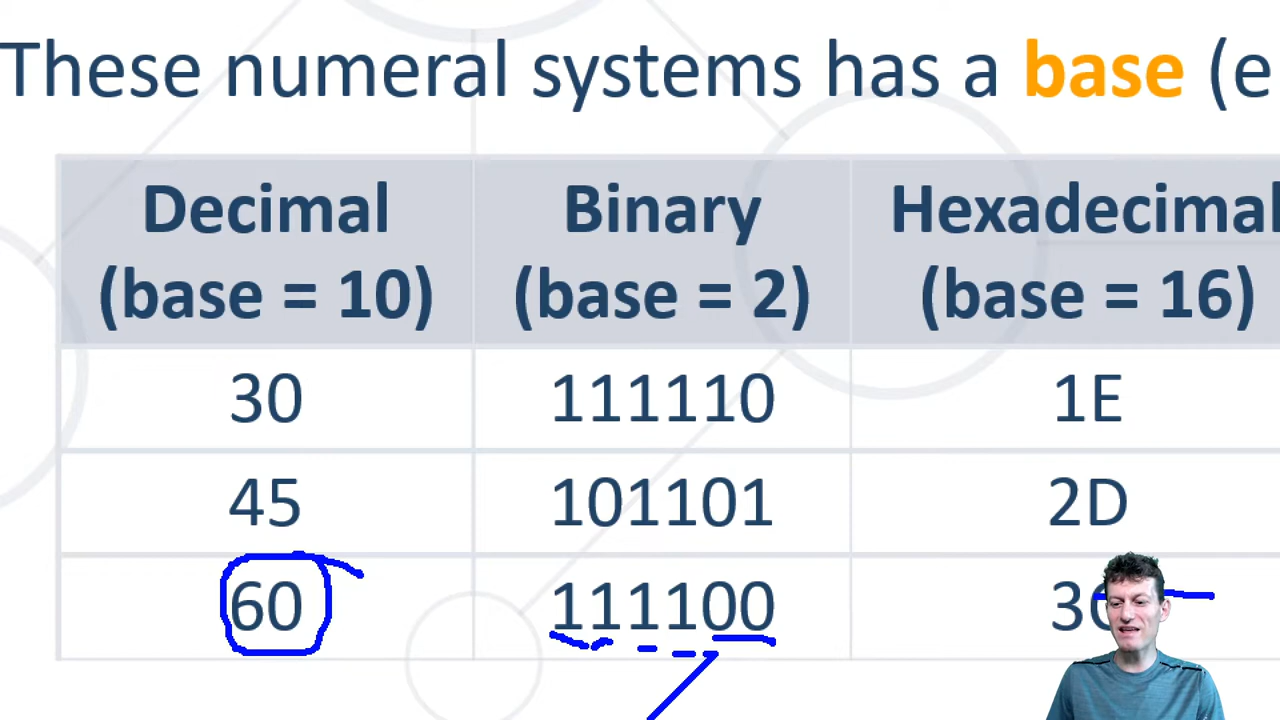 These numeral systems has a base (e
Decimal (base = 10) Binary (base = 2) Hexadecimal (base = 16)
30 111110 1E
45 101101 2D
60 111100